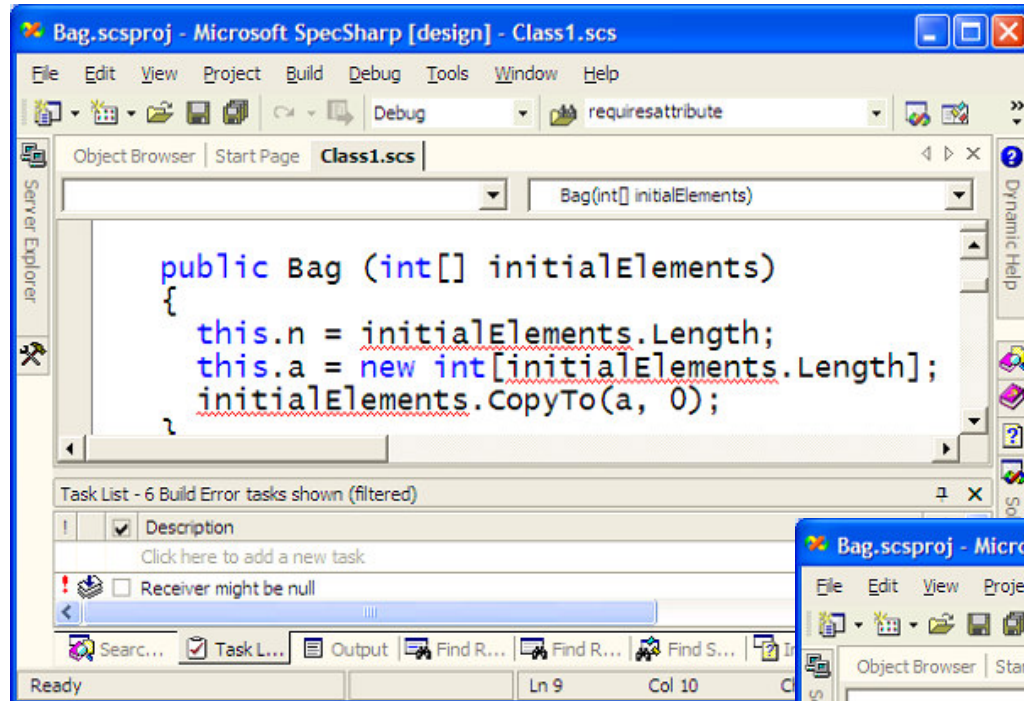 Bag.scsproj - Microsoft SpecSharp [design] - Class1.scs
File Edit View Project Build Debug Tools Window Help
Debug requiresattribute
Object Browser Start Page Class1.scs
Bag(int[] initialElements)
Server Explorer
Dynamic Help
public Bag (int[] initialElements)
{
this.n = initialElements.Length;
this.a = new int[initialElements.Length];
initialElements.CopyTo(a, 0);
}
Task List - 6 Build Error tasks shown (filtered)
! Description
Click here to add a new task
! Receiver might be null
Searc... Task L... Output Find R... Find R... Find S...
Ready Ln 9 Col 10
Bag.scsproj - Micro
File Edit View Proje
Object Browser Star